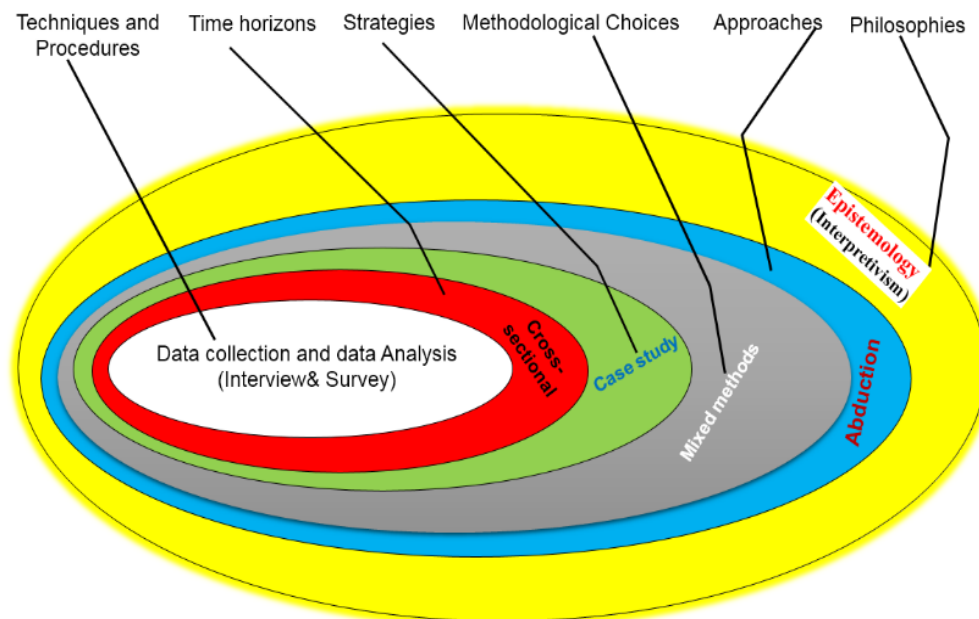 Techniques and
Procedures
Time horizons
Strategies
Methodological Choices
Approaches
Philosophies
Epistemology
(Interpretivism)
Data collection and data Analysis
(Interview& Survey)
Cross-
sectional
Case study
Mixed methods
Abduction